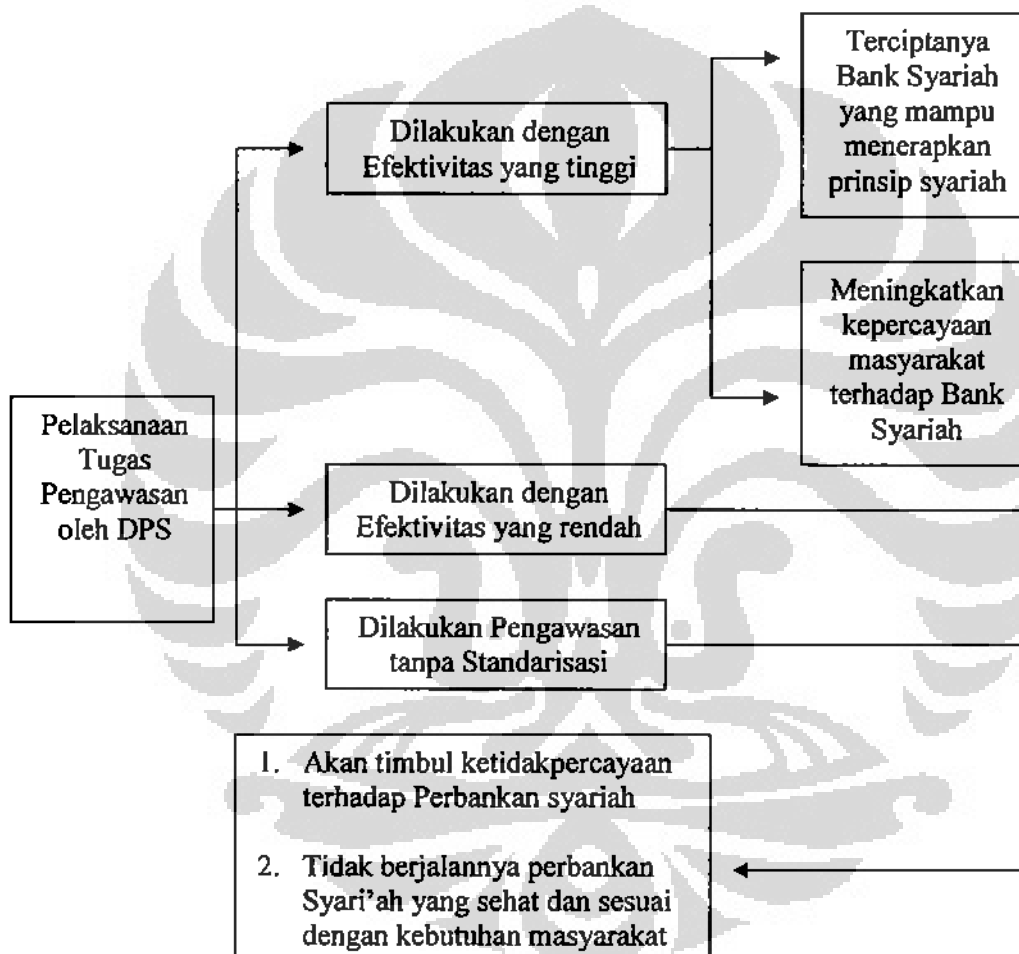 Terciptanya
Bank Syariah
yang mampu
menerapkan
prinsip syariah
Dilakukan dengan
Efektivitas yang tinggi
Meningkatkan
kepercayaan
masyarakat
terhadap Bank
Syariah
Pelaksanaan
Tugas
Pengawasan
oleh DPS
Dilakukan dengan
Efektivitas yang rendah
Dilakukan Pengawasan
tanpa Standarisasi
1. Akan timbul ketidakpercayaan
terhadap Perbankan syariah
2. Tidak berjalannya perbankan
Syari'ah yang sehat dan sesuai
dengan kebutuhan masyarakat